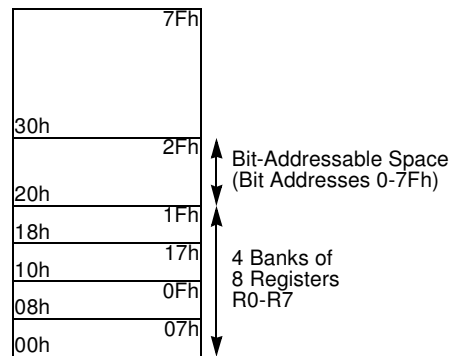 7Fh
30h
2Fh
Bit-Addressable Space
(Bit Addresses 0-7Fh)
20h
1Fh
18h
17h
4 Banks of
8 Registers
R0-R7
10h
0Fh
08h
07h
00h